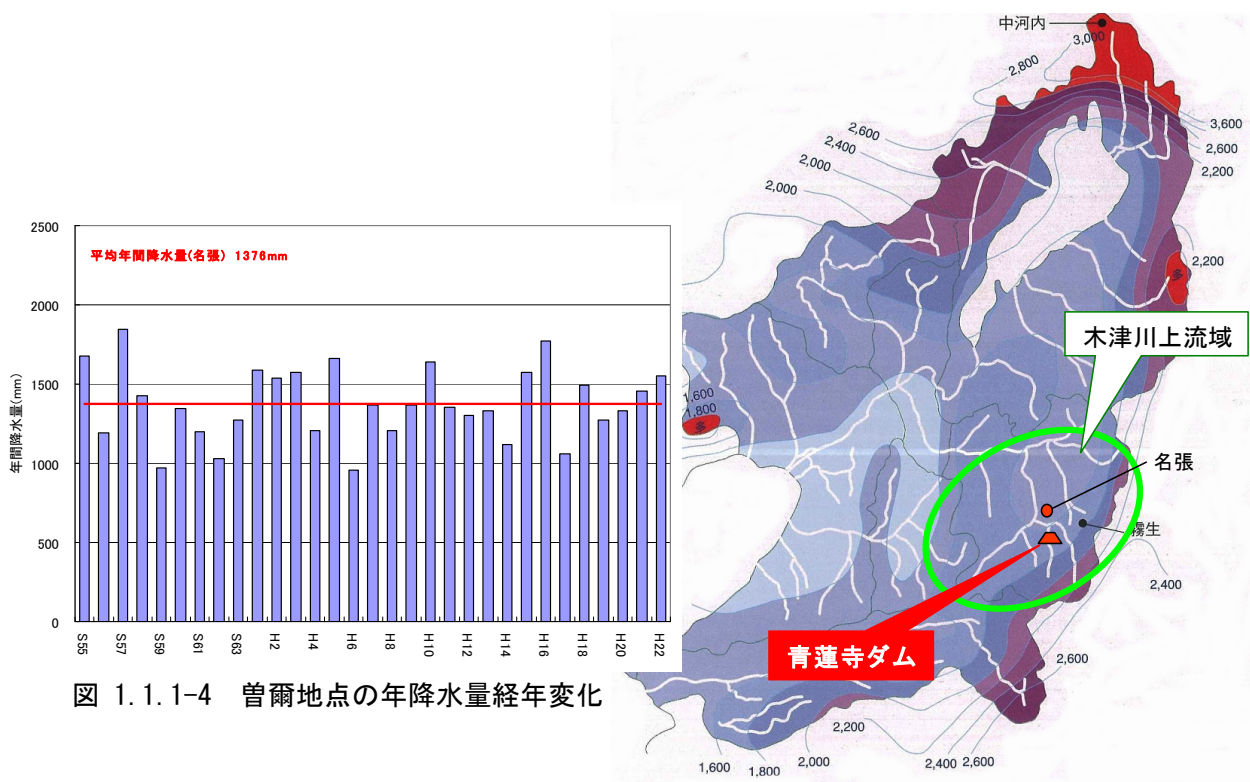 2500
2000
1500
1000
500
0
年間降水量(mm)
平均年間降水量(名張) 1376mm
S55
S57
S59
S61
S63
H2
H4
H6
H8
H10
H12
H14
H16
H18
H20
H22
図 1.1.1-4 曽爾地点の年降水量経年変化
中河内
3,000
2,800
2,600
2,400
2,000
2,000
3,600
2,600
2,200
2,200
多
木津川上流域
1,600
1,800
多
名張
霧生
2,400
青蓮寺ダム
2,600
2,200
2,000
1,800
1,600
2,400
2,600